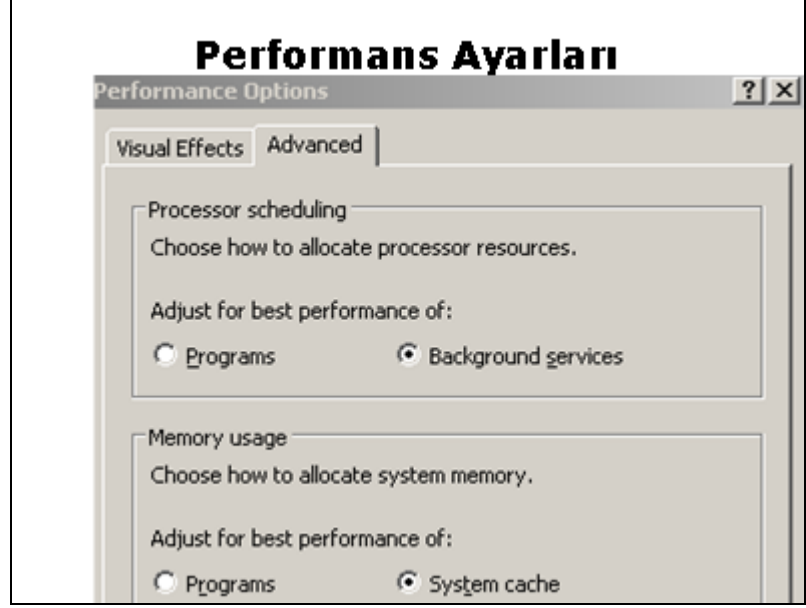 Performans Ayarları
Performance Options
Visual Effects Advanced
Processor scheduling
Choose how to allocate processor resources.
Adjust for best performance of:
Programs Background services
Memory usage
Choose how to allocate system memory.
Adjust for best performance of:
Programs System cache